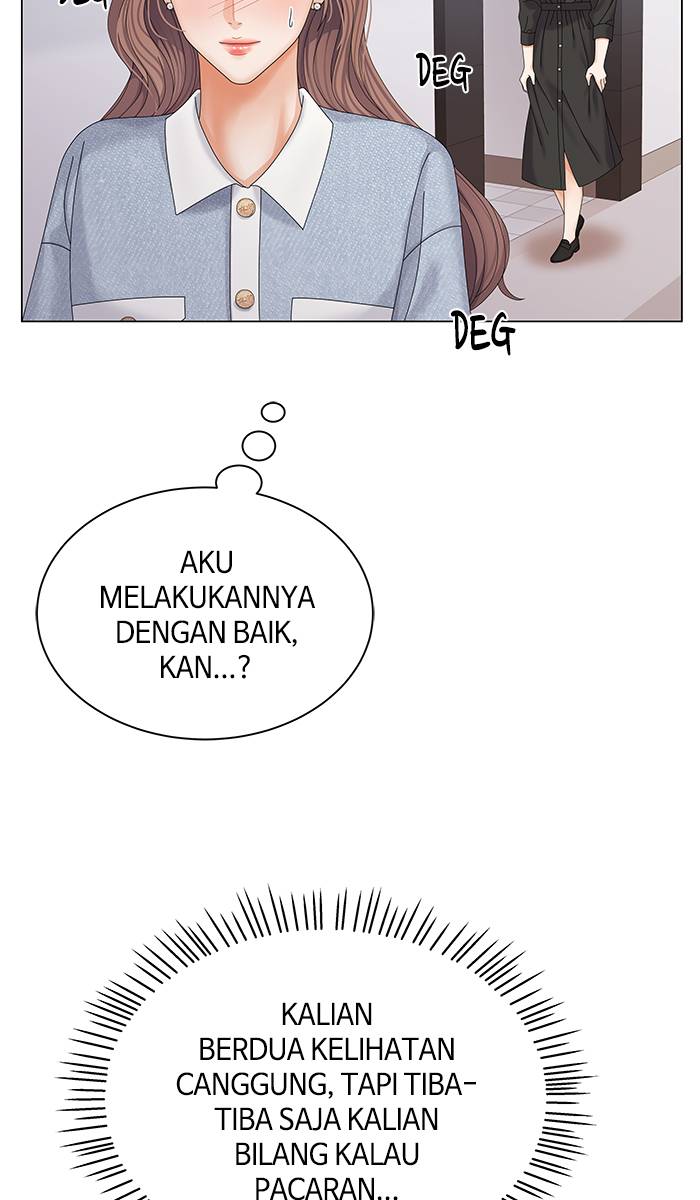 DEG
DEG
DEG
AKU
MELAKUKANNYA
DENGAN BAIK,
KAN...?
KALIAN
BERDUA KELIHATAN
CANGGUNG, TAPI TIBA-
TIBA SAJA KALIAN
BILANG KALAU
PACARAN...